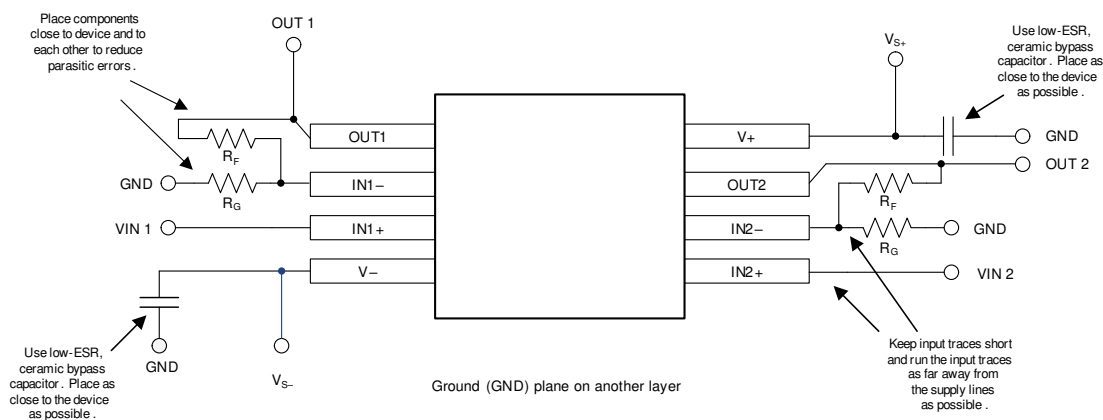 Place components
close to device and to
each other to reduce
parasitic errors .
OUT 1
VS+
Use low-ESR,
ceramic bypass
capacitor . Place as
close to the device
as possible .
OUT1
V+
GND
RF
OUT 2
GND
IN1−
OUT2
RF
RG
VIN 1
IN1+
IN2−
GND
RG
V−
IN2+
VIN 2
Use low-ESR,
ceramic bypass
capacitor . Place as
close to the device
as possible .
GND
VS−
Ground (GND) plane on another layer
Keep input traces short
and run the input traces
as far away from
the supply lines
as possible .